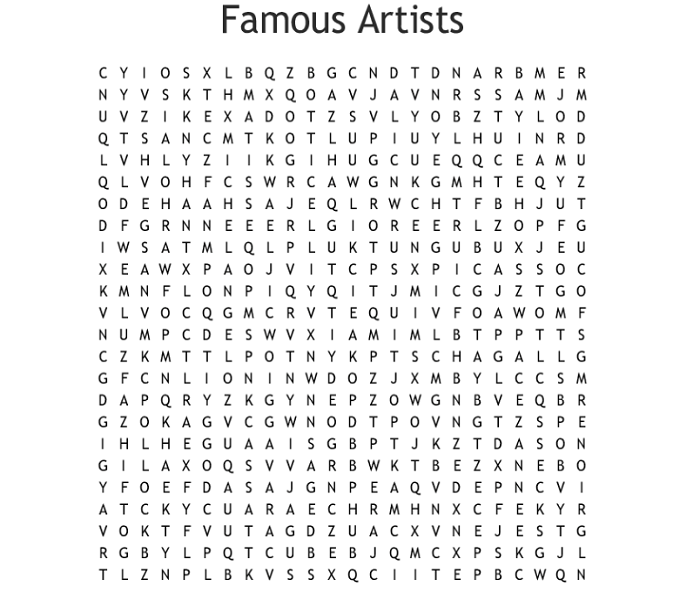 Famous Artists
C Y I O S X L B Q Z B G C N D T D N A R B M E R
N Y V S K T H M X Q O A V J A V N R S S A M J M
U V Z I K E X A D O T Z S V L Y O B Z T Y L O D
Q T S A N C M T K O T L U P I U Y L H U I N R D
L V H L Y Z I I K G I H U G C U E Q Q C E A M U
Q L V O H F C S W R C A W G N K G M H T E Q Y Z
O D E H A A H S A J E Q L R W C H T F B H J U T
D F G R N N E E E R L G I O R E E R L Z O P F G
I W S A T M L Q L P L U K T U N G U B U X J E U
X E A W X P A O J V I T C P S X P I C A S S O C
K M N F L O N P I Q Y Q I T J M I C G J Z T G O
V L V O C Q G M C R V T E Q U I V F O A W O M F
N U M P C D E S W V X I A M I M L B T P P T T S
C Z K M T T L P O T N Y K P T S C H A G A L L G
G F C N L I O N I N W D O Z J X M B Y L C C S M
D A P Q R Y Z K G Y N E P Z O W G N B V E Q B R
G Z O K A G V C G W N O D T P O V N G T Z S P E
I H L H E G U A A I S G B P T J K Z T D A S O N
G I L A X O Q S V V A R B W K T B E Z X N E B O
Y F O E F D A S A J G N P E A Q V D E P N C V I
A T C K Y C U A R A E C H R M H N X C F E K Y R
V O K T F V U T A G D Z U A C X V N E J E S T G
R G B Y L P Q T C U B E B J Q M C X P S K G J L
T L Z N P L B K V S S X Q C I I T E P B C W Q N